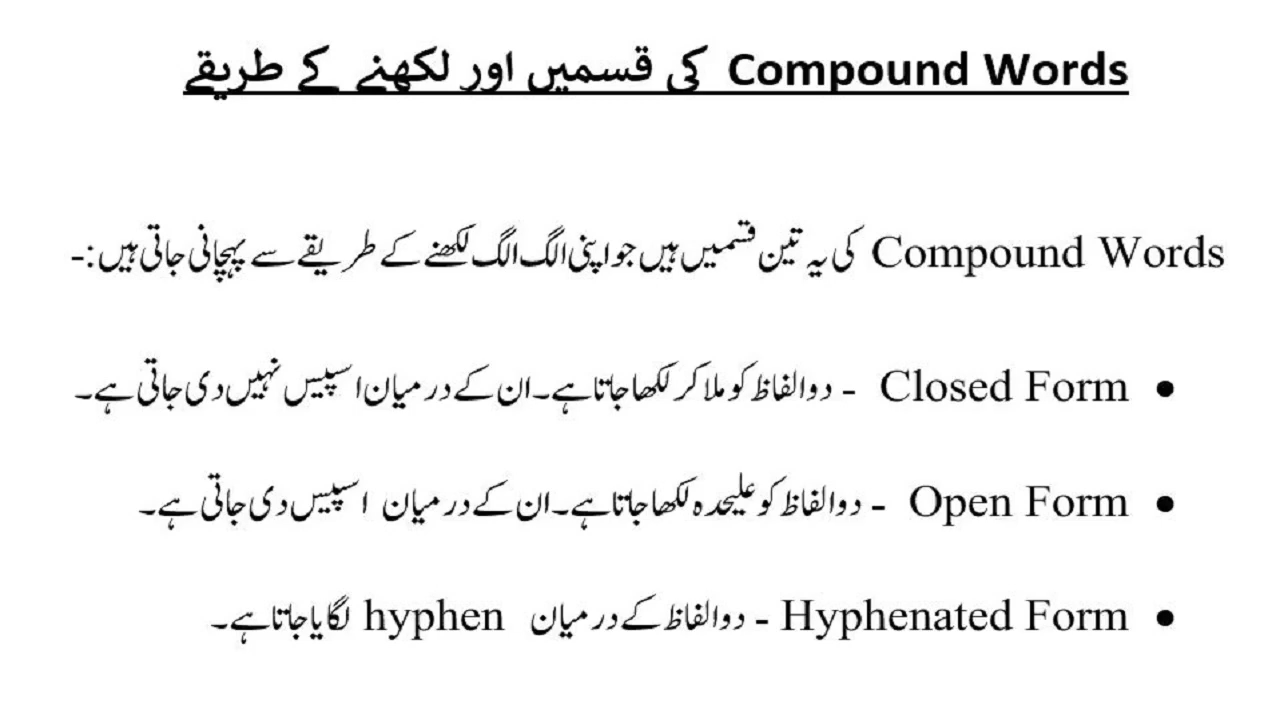 Compound Words کی قسمیں اور لکھنے کے طریقے
Compound Words کی یہ تین قسمیں ہیں جو اپنی الگ الگ لکھنے کے طریقے سے پہچانی جاتی ہیں:-
• Closed Form - دو الفاظ کو ملا کر لکھا جاتا ہے۔ ان کے درمیان اسپیس نہیں دی جاتی ہے۔
• Open Form - دو الفاظ کو علیحدہ لکھا جاتا ہے۔ ان کے درمیان اسپیس دی جاتی ہے۔
• Hyphenated Form - دو الفاظ کے درمیان hyphen لگایا جاتا ہے۔